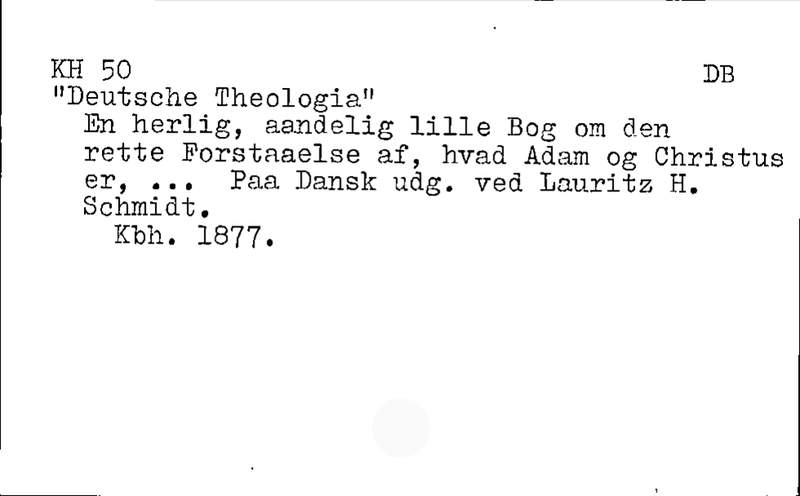 KH 50 DB
"Deutsche Theologia"
En herlig, aandelig lille Bog om den
rette Forstaaelse af, hvad Adam og Christus
er, ... Paa Dansk udg. ved Lauritz H.
Schmidt.
Kbh. 1877.